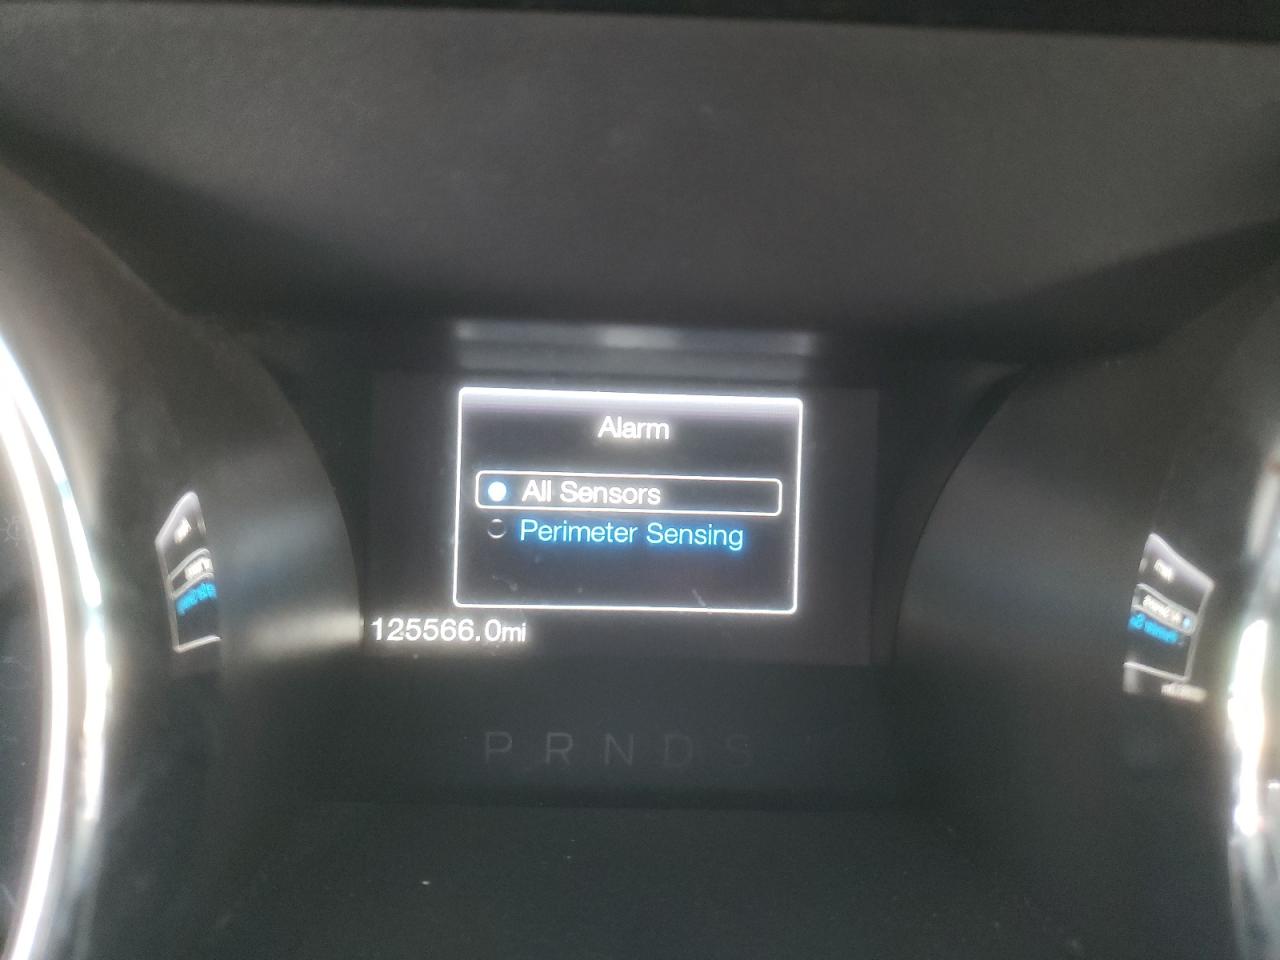 Alarm
All Sensors
Perimeter Sensing
125566.0mi
P R N D S